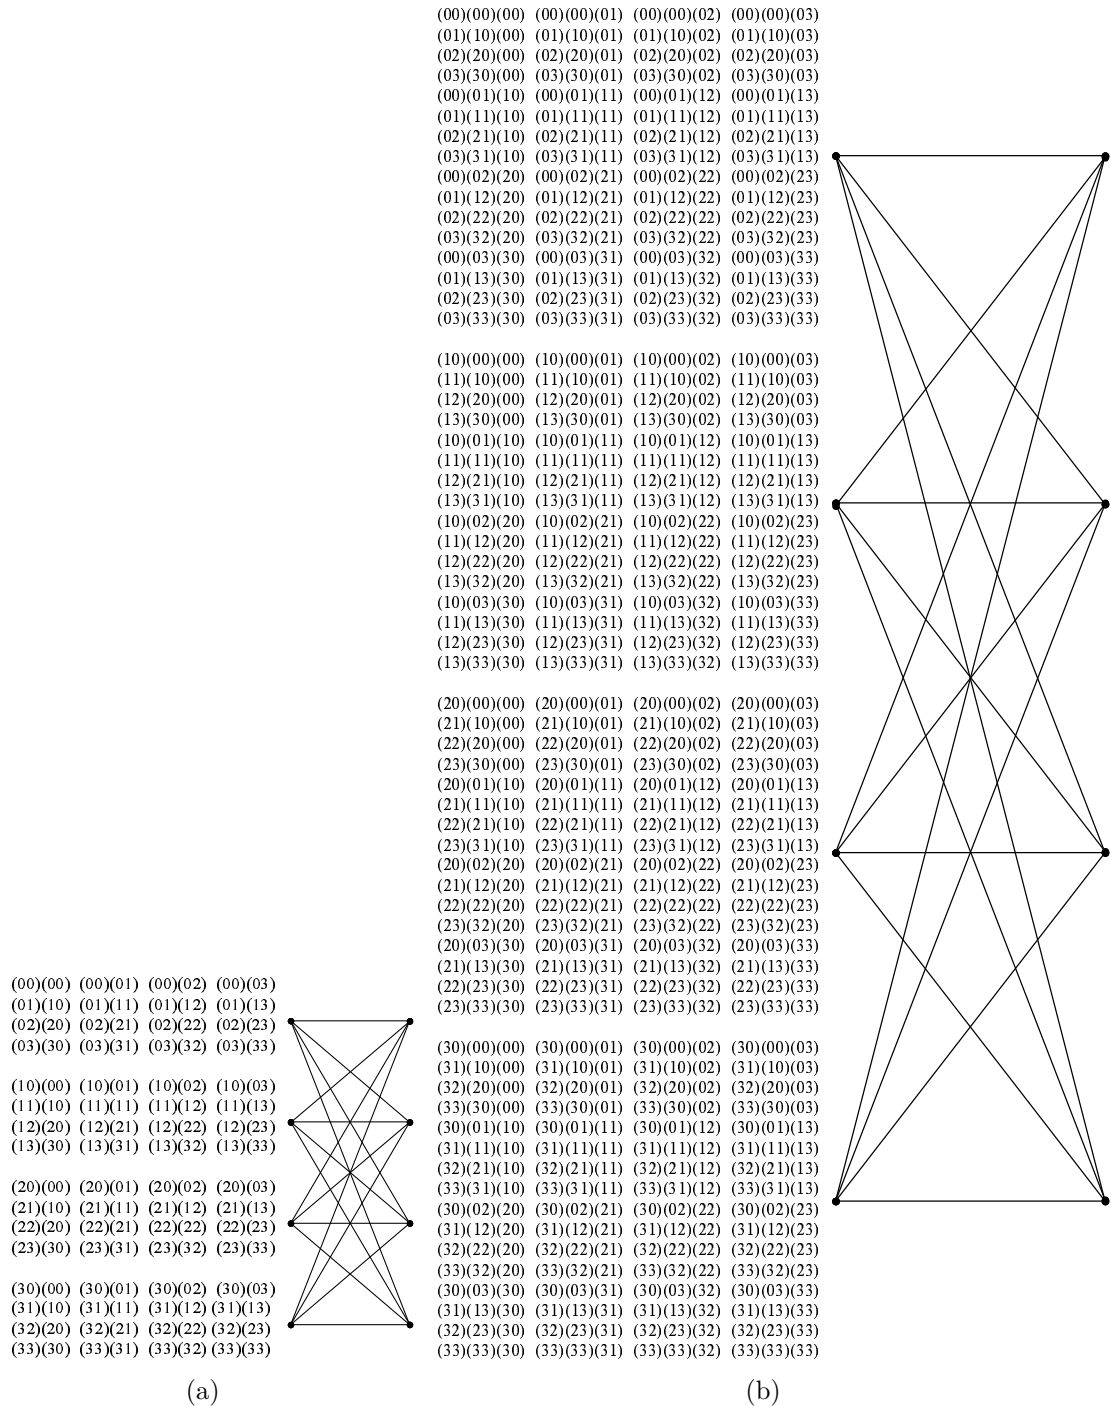 (00)(00) (00)(01) (00)(02) (00)(03)
(01)(10) (01)(11) (01)(12) (01)(13)
(02)(20) (02)(21) (02)(22) (02)(23)
(03)(30) (03)(31) (03)(32) (03)(33)
(10)(00) (10)(01) (10)(02) (10)(03)
(11)(10) (11)(11) (11)(12) (11)(13)
(12)(20) (12)(21) (12)(22) (12)(23)
(13)(30) (13)(31) (13)(32) (13)(33)
(20)(00) (20)(01) (20)(02) (20)(03)
(21)(10) (21)(11) (21)(12) (21)(13)
(22)(20) (22)(21) (22)(22) (22)(23)
(23)(30) (23)(31) (23)(32) (23)(33)
(30)(00) (30)(01) (30)(02) (30)(03)
(31)(10) (31)(11) (31)(12) (31)(13)
(32)(20) (32)(21) (32)(22) (32)(23)
(33)(30) (33)(31) (33)(32) (33)(33)
(a)
(00)(00)(00) (00)(00)(01) (00)(00)(02) (00)(00)(03)
(01)(10)(00) (01)(10)(01) (01)(10)(02) (01)(10)(03)
(02)(20)(00) (02)(20)(01) (02)(20)(02) (02)(20)(03)
(03)(30)(00) (03)(30)(01) (03)(30)(02) (03)(30)(03)
(00)(01)(10) (00)(01)(11) (00)(01)(12) (00)(01)(13)
(01)(11)(10) (01)(11)(11) (01)(11)(12) (01)(11)(13)
(02)(21)(10) (02)(21)(11) (02)(21)(12) (02)(21)(13)
(03)(31)(10) (03)(31)(11) (03)(31)(12) (03)(31)(13)
(00)(02)(20) (00)(02)(21) (00)(02)(22) (00)(02)(23)
(01)(12)(20) (01)(12)(21) (01)(12)(22) (01)(12)(23)
(02)(22)(20) (02)(22)(21) (02)(22)(22) (02)(22)(23)
(03)(32)(20) (03)(32)(21) (03)(32)(22) (03)(32)(23)
(00)(03)(30) (00)(03)(31) (00)(03)(32) (00)(03)(33)
(01)(13)(30) (01)(13)(31) (01)(13)(32) (01)(13)(33)
(02)(23)(30) (02)(23)(31) (02)(23)(32) (02)(23)(33)
(03)(33)(30) (03)(33)(31) (03)(33)(32) (03)(33)(33)
(10)(00)(00) (10)(00)(01) (10)(00)(02) (10)(00)(03)
(11)(10)(00) (11)(10)(01) (11)(10)(02) (11)(10)(03)
(12)(20)(00) (12)(20)(01) (12)(20)(02) (12)(20)(03)
(13)(30)(00) (13)(30)(01) (13)(30)(02) (13)(30)(03)
(10)(01)(10) (10)(01)(11) (10)(01)(12) (10)(01)(13)
(11)(11)(10) (11)(11)(11) (11)(11)(12) (11)(11)(13)
(12)(21)(10) (12)(21)(11) (12)(21)(12) (12)(21)(13)
(13)(31)(10) (13)(31)(11) (13)(31)(12) (13)(31)(13)
(10)(02)(20) (10)(02)(21) (10)(02)(22) (10)(02)(23)
(11)(12)(20) (11)(12)(21) (11)(12)(22) (11)(12)(23)
(12)(22)(20) (12)(22)(21) (12)(22)(22) (12)(22)(23)
(13)(32)(20) (13)(32)(21) (13)(32)(22) (13)(32)(23)
(10)(03)(30) (10)(03)(31) (10)(03)(32) (10)(03)(33)
(11)(13)(30) (11)(13)(31) (11)(13)(32) (11)(13)(33)
(12)(23)(30) (12)(23)(31) (12)(23)(32) (12)(23)(33)
(13)(33)(30) (13)(33)(31) (13)(33)(32) (13)(33)(33)
(20)(00)(00) (20)(00)(01) (20)(00)(02) (20)(00)(03)
(21)(10)(00) (21)(10)(01) (21)(10)(02) (21)(10)(03)
(22)(20)(00) (22)(20)(01) (22)(20)(02) (22)(20)(03)
(23)(30)(00) (23)(30)(01) (23)(30)(02) (23)(30)(03)
(20)(01)(10) (20)(01)(11) (20)(01)(12) (20)(01)(13)
(21)(11)(10) (21)(11)(11) (21)(11)(12) (21)(11)(13)
(22)(21)(10) (22)(21)(11) (22)(21)(12) (22)(21)(13)
(23)(31)(10) (23)(31)(11) (23)(31)(12) (23)(31)(13)
(20)(02)(20) (20)(02)(21) (20)(02)(22) (20)(02)(23)
(21)(12)(20) (21)(12)(21) (21)(12)(22) (21)(12)(23)
(22)(22)(20) (22)(22)(21) (22)(22)(22) (22)(22)(23)
(23)(32)(20) (23)(32)(21) (23)(32)(22) (23)(32)(23)
(20)(03)(30) (20)(03)(31) (20)(03)(32) (20)(03)(33)
(21)(13)(30) (21)(13)(31) (21)(13)(32) (21)(13)(33)
(22)(23)(30) (22)(23)(31) (22)(23)(32) (22)(23)(33)
(23)(33)(30) (23)(33)(31) (23)(33)(32) (23)(33)(33)
(30)(00)(00) (30)(00)(01) (30)(00)(02) (30)(00)(03)
(31)(10)(00) (31)(10)(01) (31)(10)(02) (31)(10)(03)
(32)(20)(00) (32)(20)(01) (32)(20)(02) (32)(20)(03)
(33)(30)(00) (33)(30)(01) (33)(30)(02) (33)(30)(03)
(30)(01)(10) (30)(01)(11) (30)(01)(12) (30)(01)(13)
(31)(11)(10) (31)(11)(11) (31)(11)(12) (31)(11)(13)
(32)(21)(10) (32)(21)(11) (32)(21)(12) (32)(21)(13)
(33)(31)(10) (33)(31)(11) (33)(31)(12) (33)(31)(13)
(30)(02)(20) (30)(02)(21) (30)(02)(22) (30)(02)(23)
(31)(12)(20) (31)(12)(21) (31)(12)(22) (31)(12)(23)
(32)(22)(20) (32)(22)(21) (32)(22)(22) (32)(22)(23)
(33)(32)(20) (33)(32)(21) (33)(32)(22) (33)(32)(23)
(30)(03)(30) (30)(03)(31) (30)(03)(32) (30)(03)(33)
(31)(13)(30) (31)(13)(31) (31)(13)(32) (31)(13)(33)
(32)(23)(30) (32)(23)(31) (32)(23)(32) (32)(23)(33)
(33)(33)(30) (33)(33)(31) (33)(33)(32) (33)(33)(33)
(b)